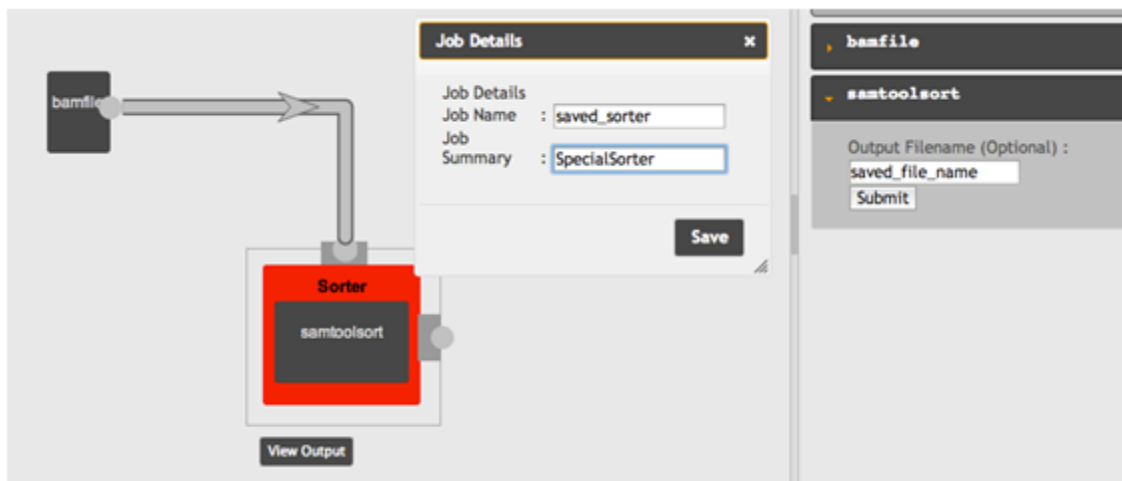 bamfile
Sorter
samtoolsort
View Output
Job Details
Job Details
Job Name : saved_sorter
Job
Summary : SpecialSorter
Save
bamfile
samtoolsort
Output Filename (Optional) :
saved_file_name
Submit